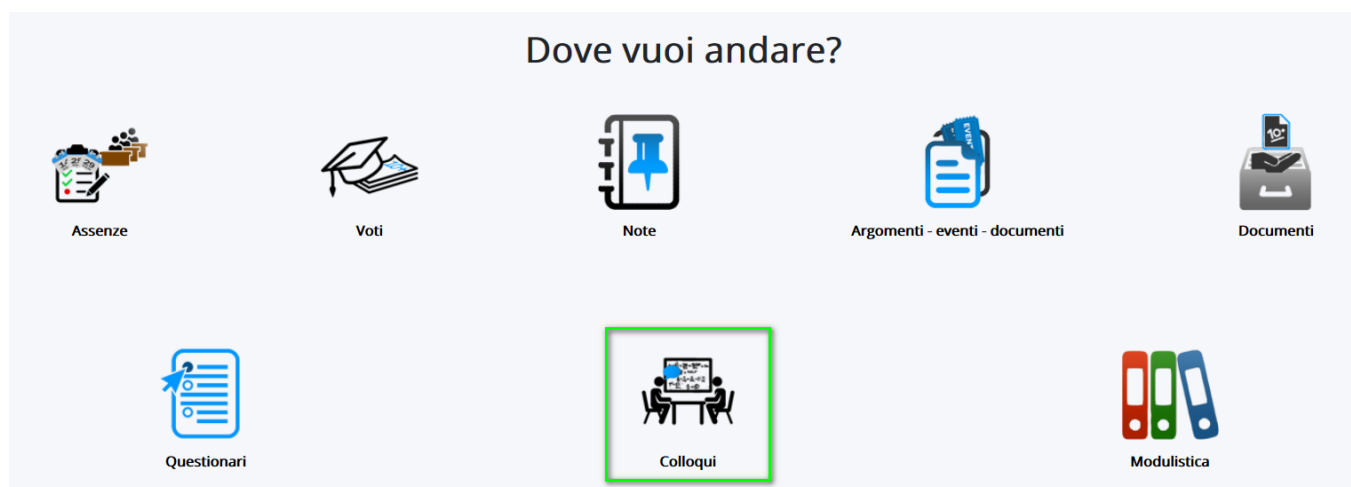 Dove vuoi andare?
Assenze
Voti
Note
Argomenti - eventi - documenti
Documenti
Questionari
Colloqui
Modulistica